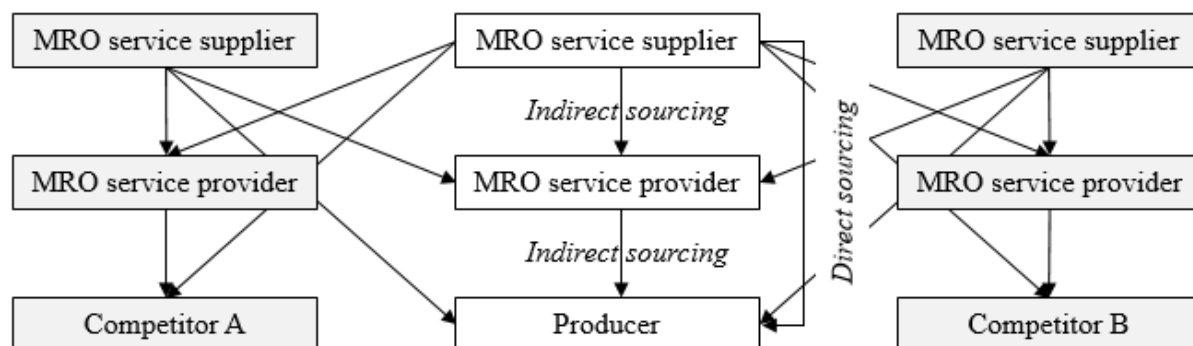 MRO service supplier
MRO service supplier
MRO service supplier
Indirect sourcing
Direct sourcing
MRO service provider
MRO service provider
MRO service provider
Indirect sourcing
Competitor A
Producer
Competitor B